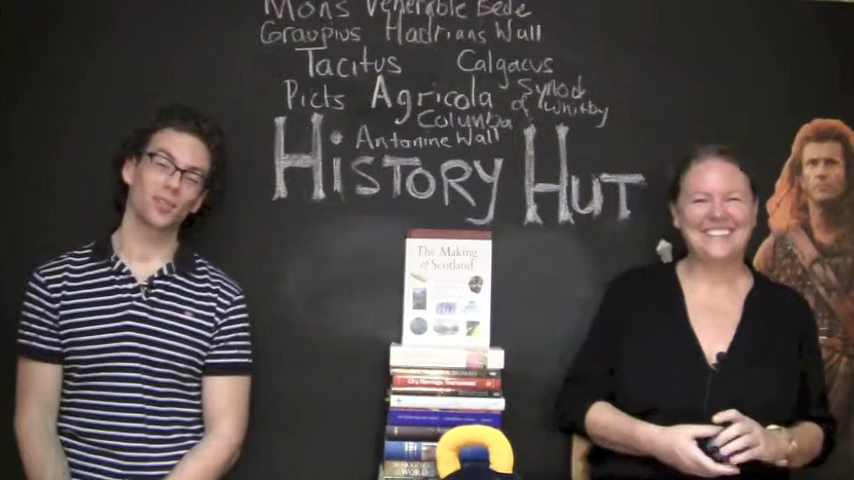 Mons Venerable Bede
Graupius Hadrians Wall
Tacitus Calgacus
Picts Agricola Synod of Whitby
Columba
Antonine Wall
HiSTORY HuT
The Making
of Scotland